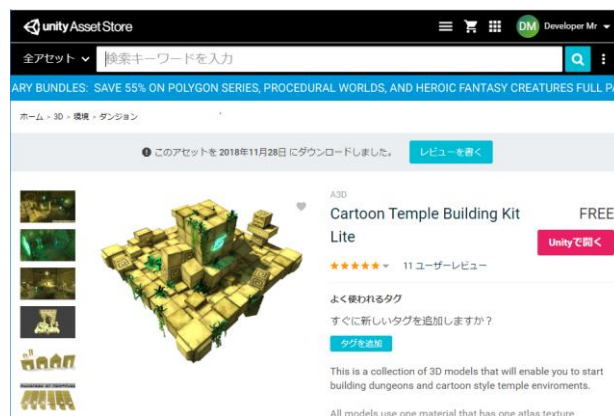 unity Asset Store
DM Developer Mr
全アセット
検索キーワードを入力
ARY BUNDLES: SAVE 55% ON POLYGON SERIES, PROCEDURAL WORLDS, AND HEROIC FANTASY CREATURES FULL PA
ホーム > 3D > 環境 > ダンジョン
このアセットを 2018年11月28日 にダウンロードしました。
レビューを書く
A3D
Cartoon Temple Building Kit
Lite
FREE
Unityで開く
11 ユーザーレビュー
よく使われるタグ
すぐに新しいタグを追加しますか？
タグを追加
This is a collection of 3D models that will enable you to start
building dungeons and cartoon style temple enviroments.
All models use one material that has one atlas texture